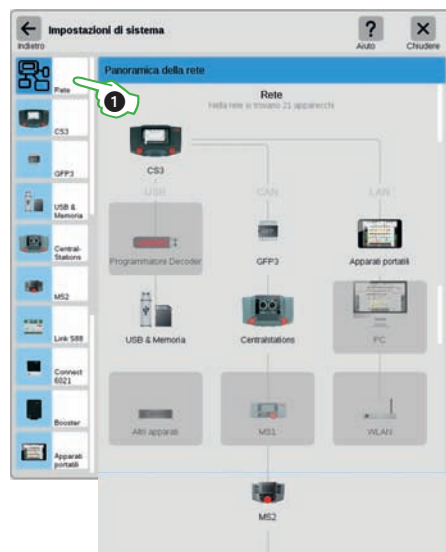 Impostazioni di sistema
Indietro
?
Aiuto
Chiudere
Rete
CS3
GFP3
USB &
Memoria
Central-
Stations
MS2
Link S88
Connect
6021
Booster
Apparati
portatili
1
Panoramica della rete
Rete
Nella rete si trovano 21 apparecchi
CS3
USB
CAN
LAN
Programmatore Decoder
GFP3
Apparati portatili
USB & Memoria
Centralstations
PC
Altri apparati
MS1
WLAN
MS2